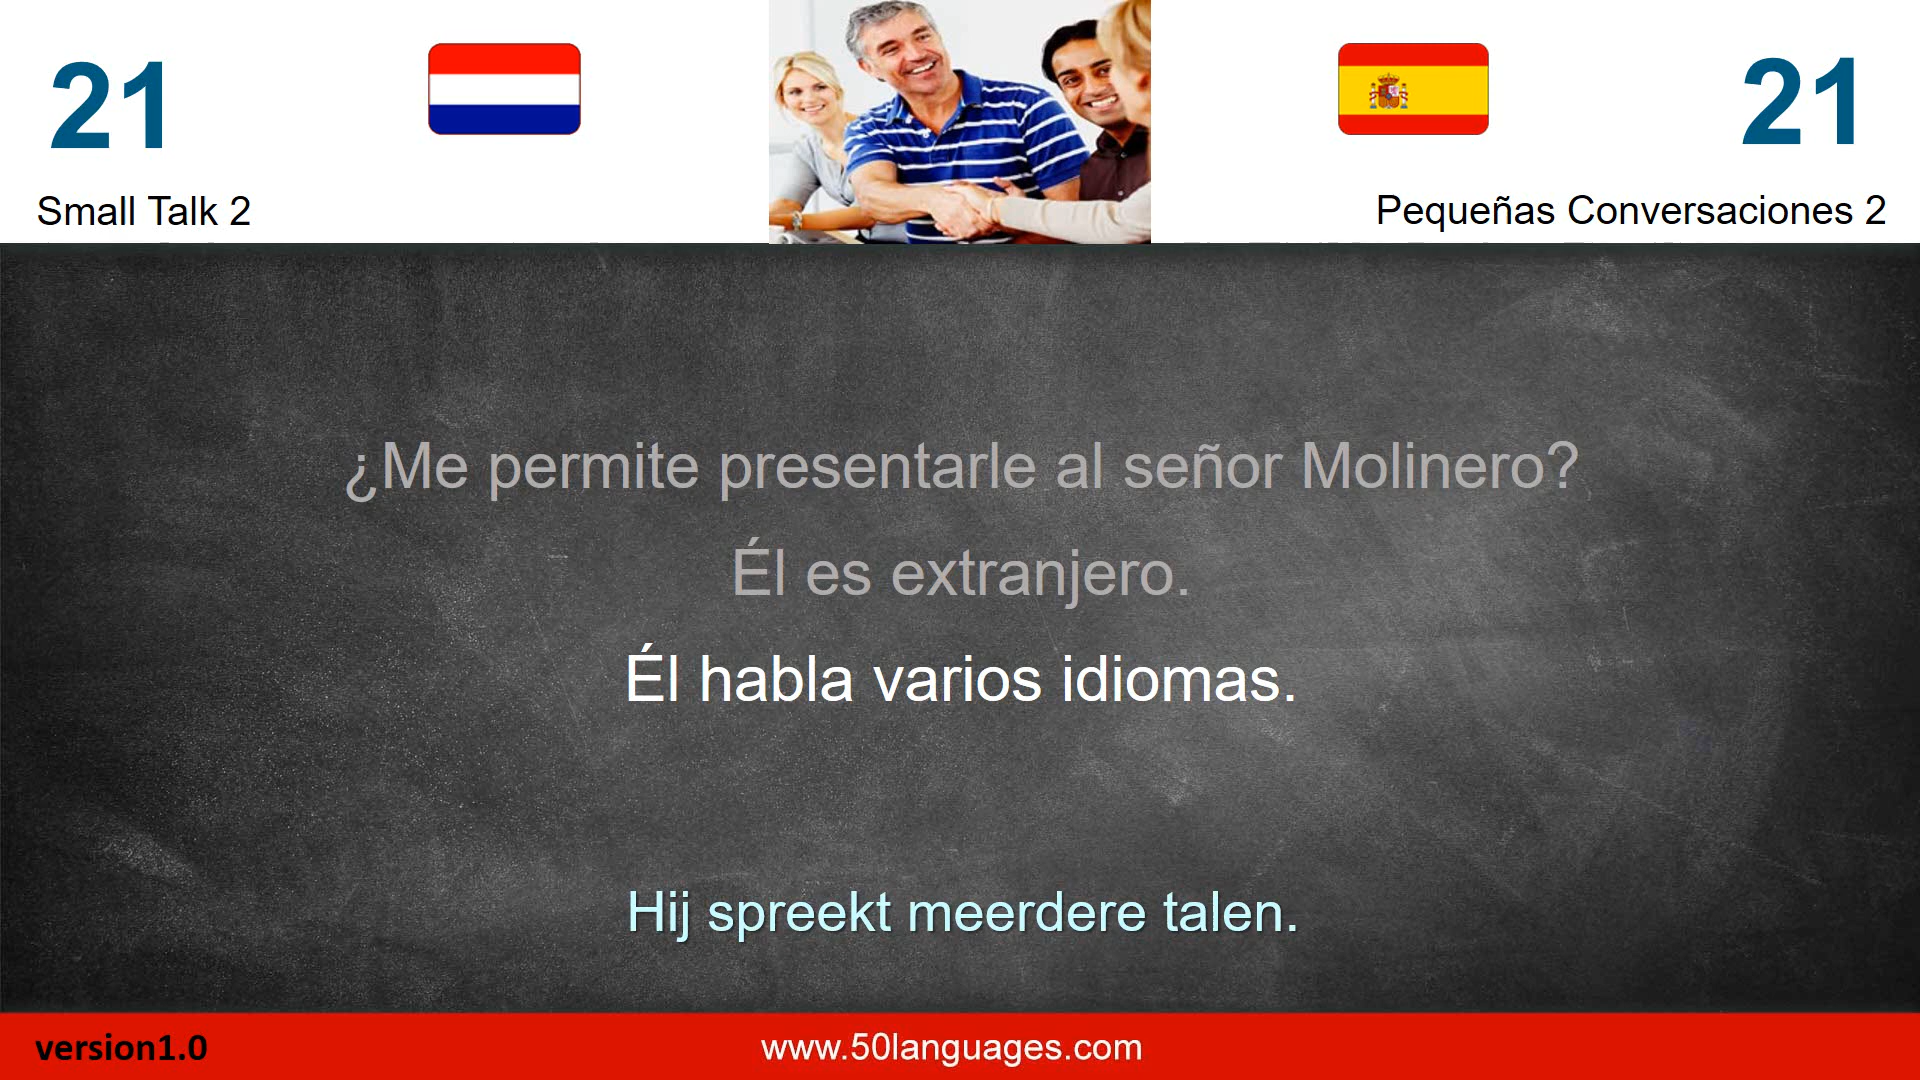 21
21
Small Talk 2
Pequeñas Conversaciones 2
¿Me permite presentarle al señor Molinero?
Él es extranjero.
Él habla varios idiomas.
Hij spreekt meerdere talen.
version1.0
www.50languages.com